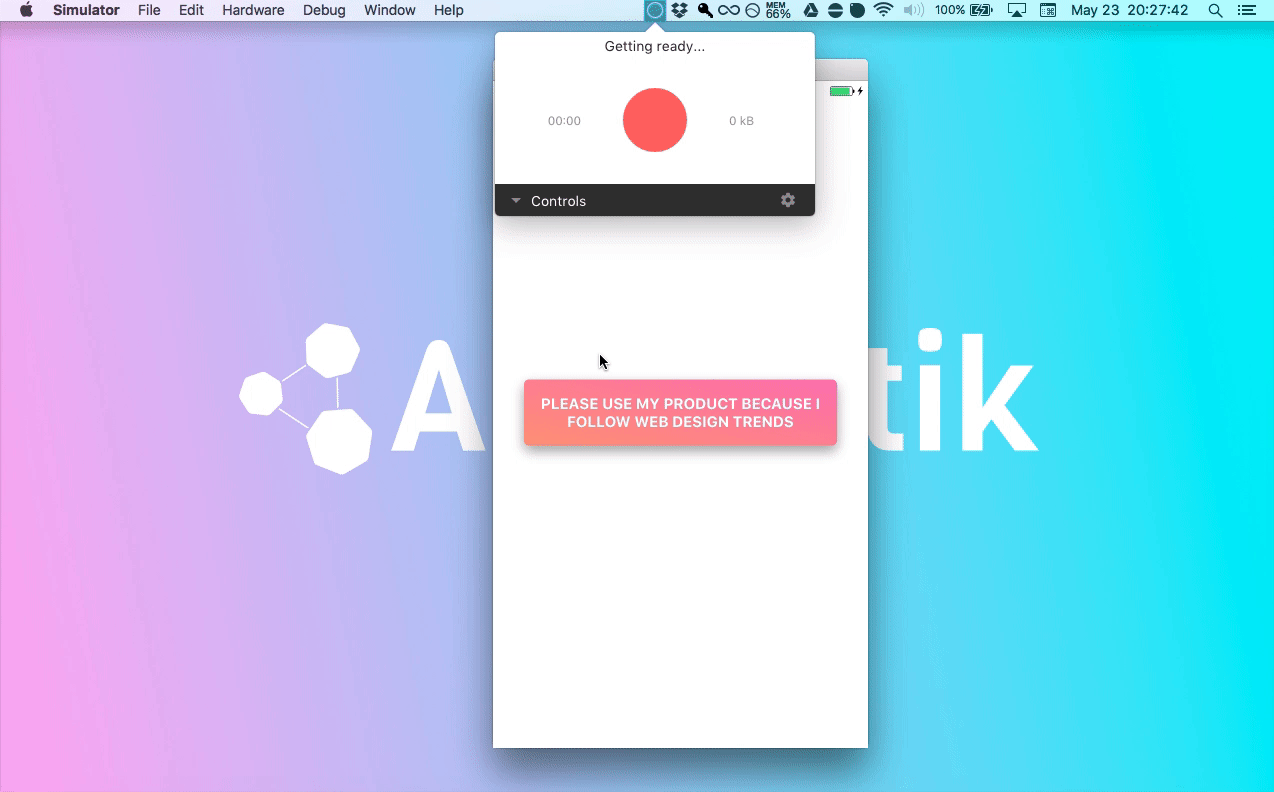 Simulator File Edit Hardware Debug Window Help MEM 66% 100% May 23 20:27:42
Getting ready...
00:00 0 kB
Controls
A tik
PLEASE USE MY PRODUCT BECAUSE I
FOLLOW WEB DESIGN TRENDS